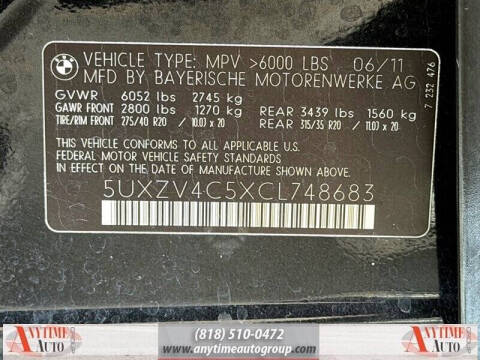 BMW
VEHICLE TYPE: MPV >6000 LBS 06/11
MFD BY BAYERISCHE MOTORENWERKE AG
GVWR 6052 lbs 2745 kg
GAWR FRONT 2800 lbs 1270 kg REAR 3439 lbs 1560 kg
TIRE/RIM FRONT 275/40 R20 / 10.0J x 20 REAR 315/35 R20 / 11.0J x 20
THIS VEHICLE CONFORMS TO ALL APPLICABLE U.S.
FEDERAL MOTOR VEHICLE SAFETY STANDARDS
IN EFFECT ON THE DATE OF MANUFACTURE SHOWN ABOVE.
5UXZV4C5XCL748683
7 232 476
ANYTIME AUTO
(818) 510-0472
www.anytimeautogroup.com
ANYTIME AUTO